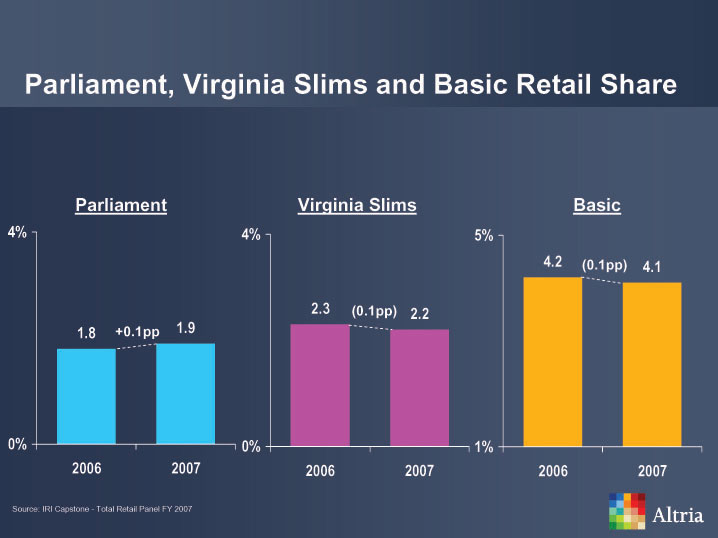 Parliament, Virginia Slims and Basic Retail Share
Parliament
4%
1.8
+0.1pp
1.9
0%
2006
2007
Virginia Slims
4%
2.3
(0.1pp)
2.2
0%
2006
2007
Basic
5%
4.2
(0.1pp)
4.1
1%
2006
2007
Source: IRI Capstone - Total Retail Panel FY 2007
Altria